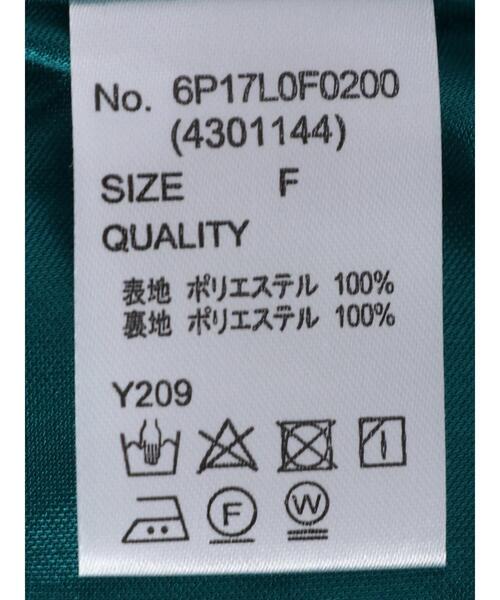 No. 6P17L0F0200
(4301144)
SIZE F
QUALITY
表地 ポリエステル 100%
裏地 ポリエステル 100%
Y209
F W